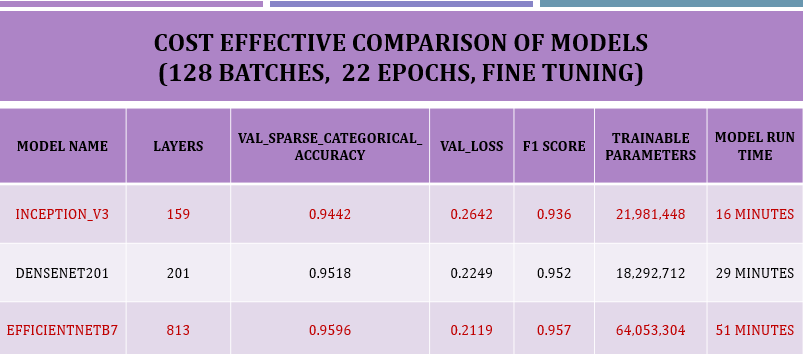 COST EFFECTIVE COMPARISON OF MODELS
(128 BATCHES,  22 EPOCHS, FINE TUNING)
MODEL NAME LAYERS VAL_SPARSE_CATEGORICAL_ ACCURACY VAL_LOSS F1 SCORE TRAINABLE PARAMETERS MODEL RUN TIME
INCEPTION_V3 159 0.9442 0.2642 0.936 21,981,448 16 MINUTES
DENSENET201 201 0.9518 0.2249 0.952 18,292,712 29 MINUTES
EFFICIENTNETB7 813 0.9596 0.2119 0.957 64,053,304 51 MINUTES